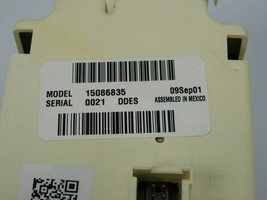 MODEL 15086835 09Sep01
SERIAL 0021 DDES ASSEMBLED IN MEXICO